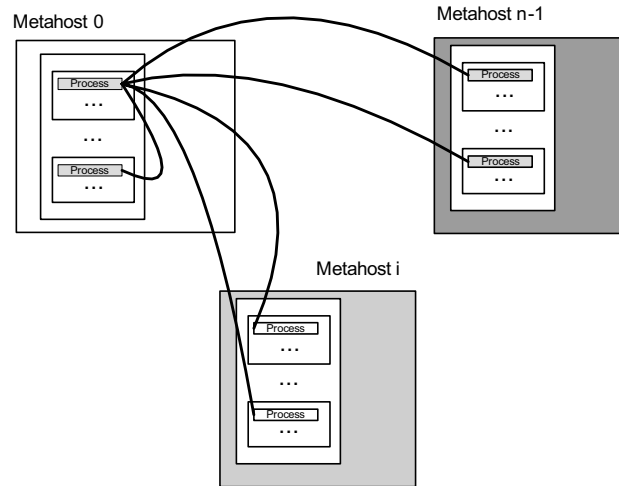 Metahost 0
Process
...
...
Process
...
Metahost n-1
Process
...
...
Process
...
Metahost i
Process
...
...
Process
...